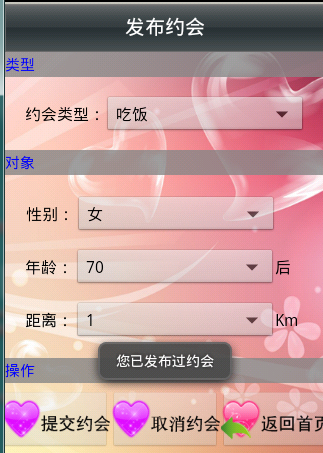 发布约会
类型
约会类型： 吃饭
对象
性别： 女
年龄： 70 后
距离： 1 Km
您已发布过约会
操作
提交约会 取消约会 返回首页